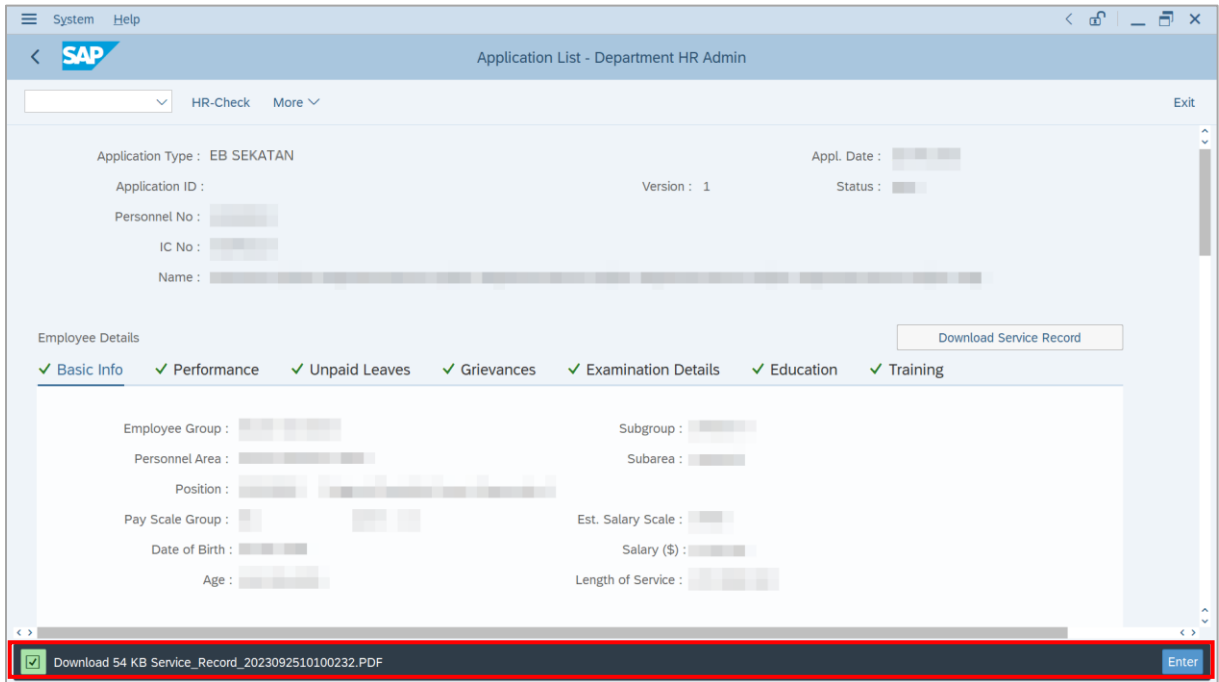 System Help
SAP Application List - Department HR Admin
HR-Check More Exit
Application Type : EB SEKATAN Appl. Date :
Application ID : Version : 1 Status :
Personnel No :
IC No :
Name :
Employee Details Download Service Record
Basic Info Performance Unpaid Leaves Grievances Examination Details Education Training
Employee Group : Subgroup :
Personnel Area : Subarea :
Position :
Pay Scale Group : Est. Salary Scale :
Date of Birth : Salary ($) :
Age : Length of Service :
Download 54 KB Service_Record_2023092510100232.PDF Enter